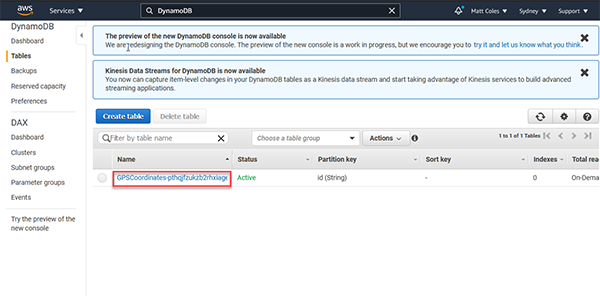 aws Services DynamoDB Matt Coles Sydney Support
DynamoDB
Dashboard
Tables
Backups
Reserved capacity
Preferences
DAX
Dashboard
Clusters
Subnet groups
Parameter groups
Events
Try the preview of the
new console
The preview of the new DynamoDB console is now available
We are redesigning the DynamoDB console. The preview of the new console is a work in progress, but we encourage you to try it and let us know what you think.
Kinesis Data Streams for DynamoDB is now available
You now can capture item-level changes in your DynamoDB tables as a Kinesis data stream and start taking advantage of Kinesis services to build advanced
streaming applications.
Create table Delete table
Filter by table name Choose a table group Actions 1 to 1 of 1 Tables
Name Status Partition key Sort key Indexes Total rea
GPSCoordinates-pthqjfzukzb2rhxiage Active id (String) - 0 On-Dema